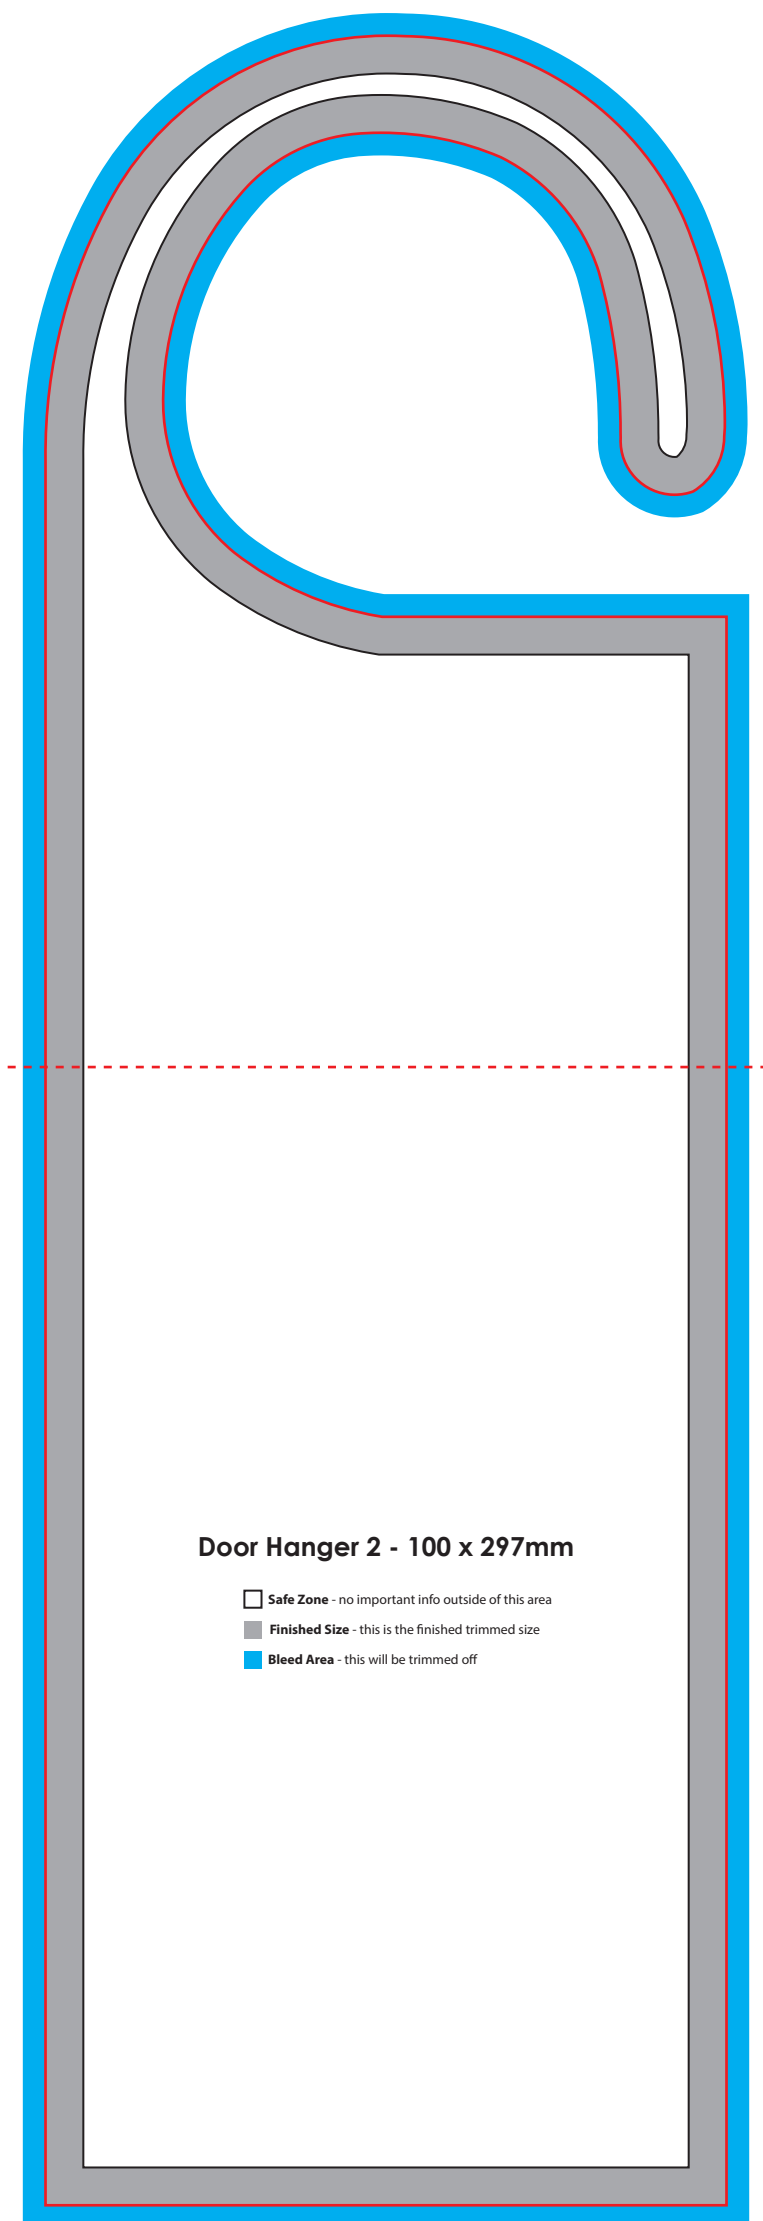 Door Hanger 2 - 100 x 297mm
Safe Zone - no important info outside of this area
Finished Size - this is the finished trimmed size
Bleed Area - this will be trimmed off